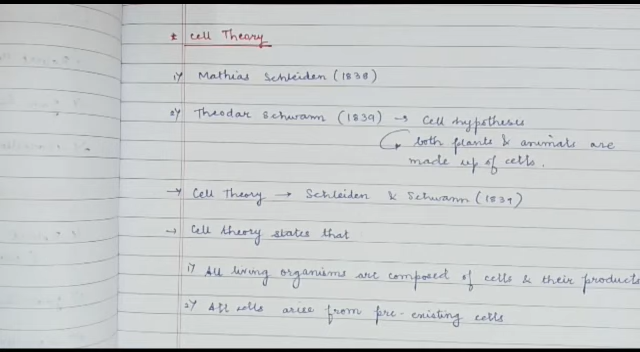 * Cell Theory
1) Mathias Schleiden (1838)
2) Theodar Schwann (1839) → Cell hypotheses
both plants & animals are
made up of cells.
→ Cell Theory → Schleiden & Schwann (1839)
→ Cell theory states that
1) All living organisms are composed of cells & their products
2) All cells arise from pre-existing cells